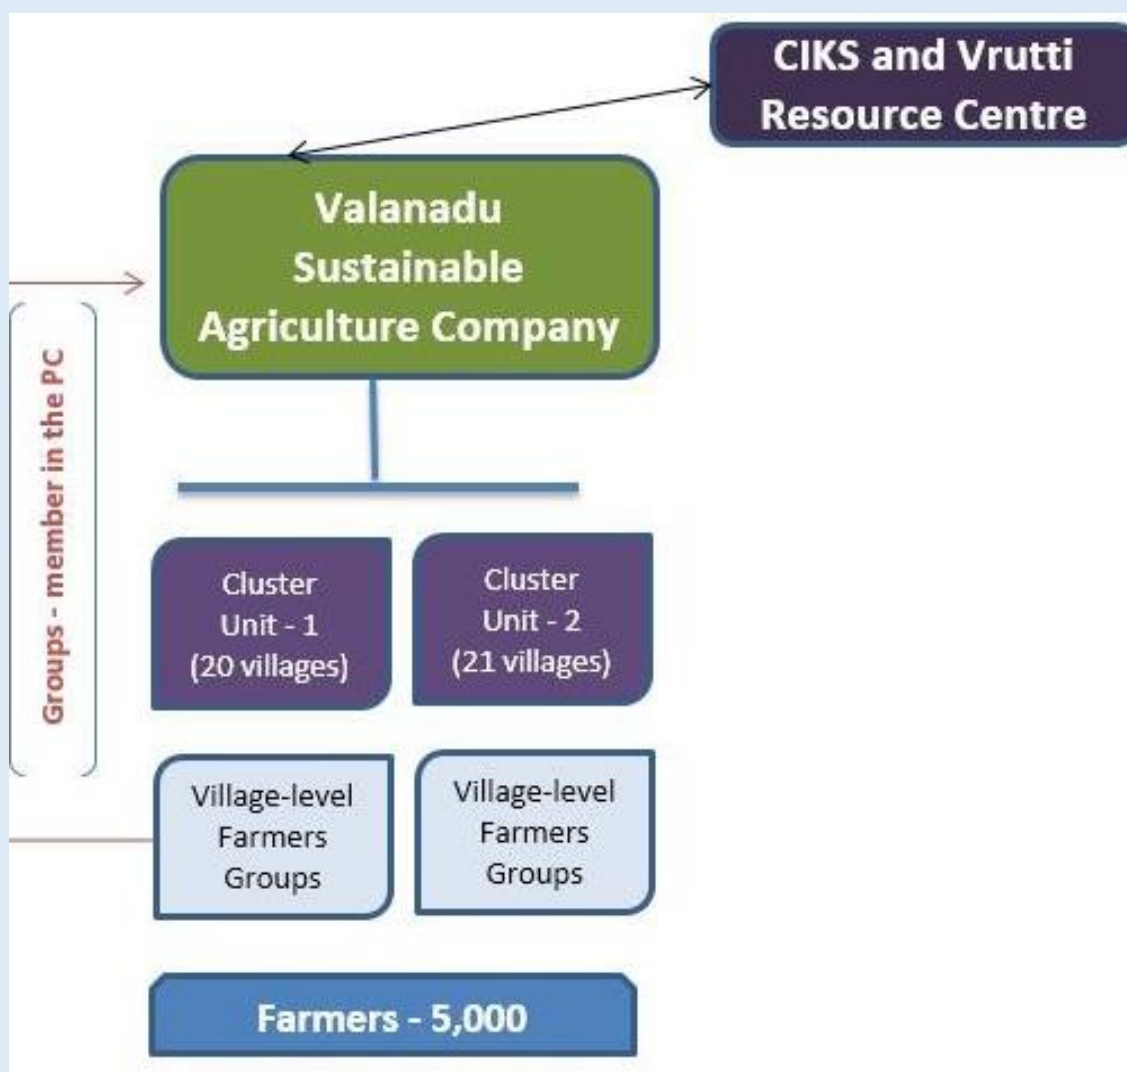 CIKS and Vrutti
Resource Centre
Valanadu
Sustainable
Agriculture Company
Groups - member in the PC
Cluster
Unit - 1
(20 villages)
Cluster
Unit - 2
(21 villages)
Village-level
Farmers
Groups
Village-level
Farmers
Groups
Farmers - 5,000